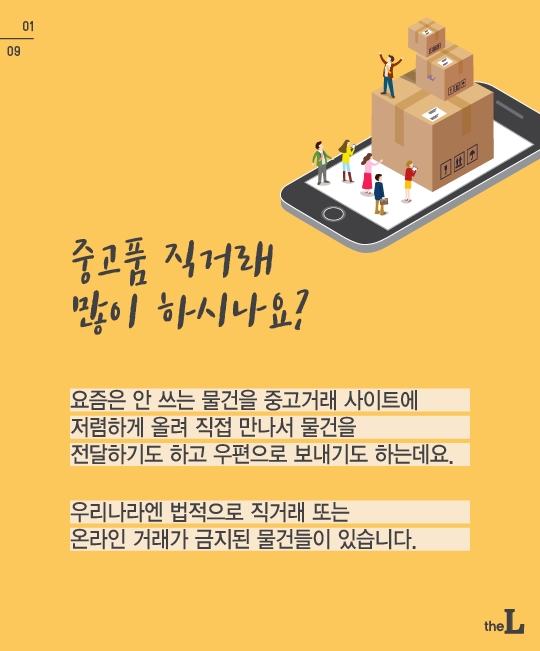 01
09
중고품 직거래
많이 하시나요?
요즘은 안 쓰는 물건을 중고거래 사이트에
저렴하게 올려 직접 만나서 물건을
전달하기도 하고 우편으로 보내기도 하는데요.
우리나라엔 법적으로 직거래 또는
온라인 거래가 금지된 물건들이 있습니다.
the L